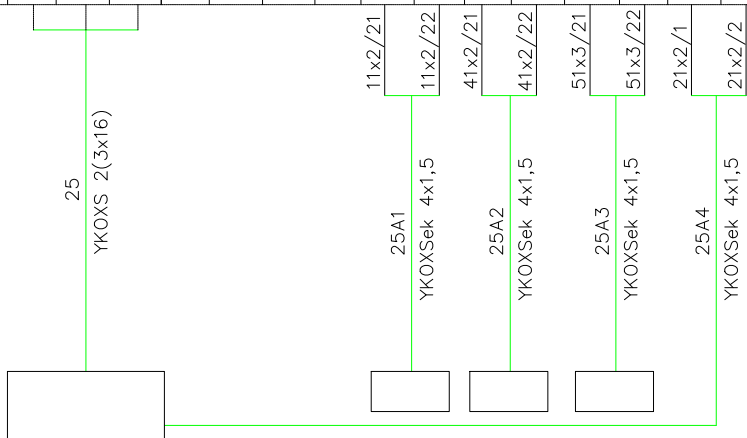 25
YKOXS 2(3x16)
11x2/21
11x2/22
25A1
YKOXSek 4x1,5
41x2/21
41x2/22
25A2
YKOXSek 4x1,5
51x3/21
51x3/22
25A3
YKOXSek 4x1,5
21x2/1
21x2/2
25A4
YKOXSek 4x1,5